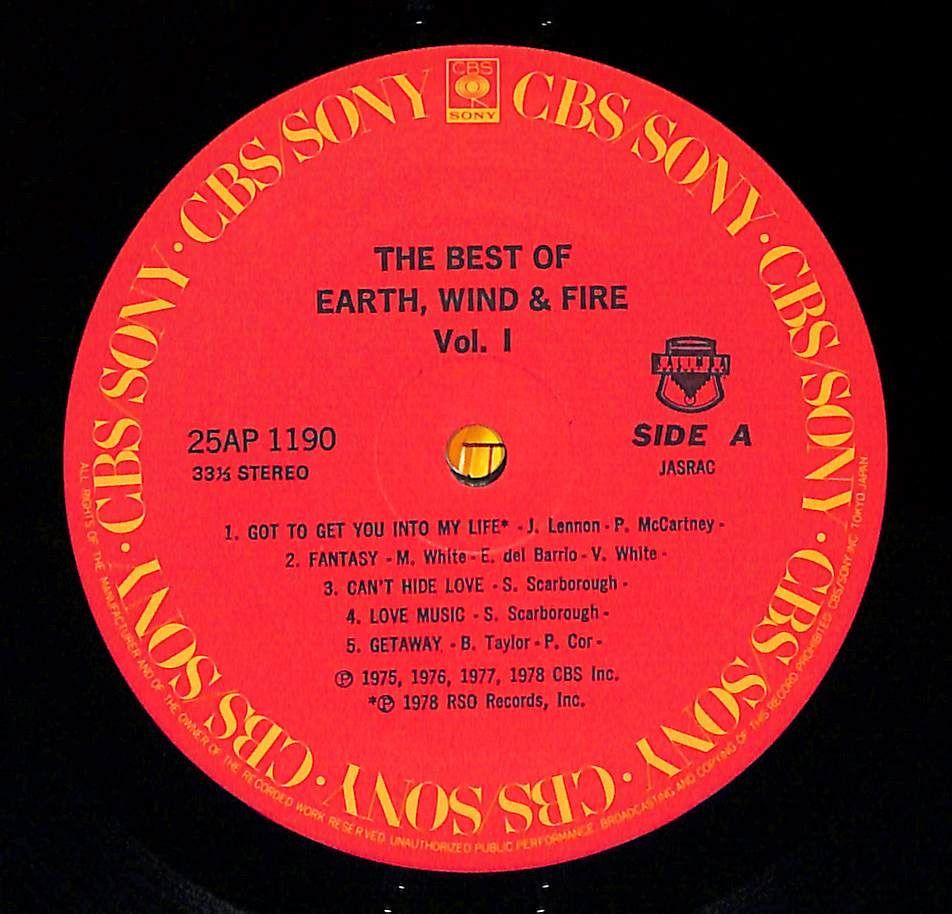 CBS
SONY
CBS/SONY · CBS/SONY · CBS/SONY · CBS/SONY · CBS/SONY · CBS/SONY · CBS/SONY · CBS/SONY
THE BEST OF
EARTH, WIND & FIRE
Vol. I
25AP 1190
33⅓ STEREO
SIDE A
JASRAC
1. GOT TO GET YOU INTO MY LIFE* - J. Lennon - P. McCartney -
2. FANTASY - M. White - E. del Barrio - V. White -
3. CAN'T HIDE LOVE - S. Scarborough -
4. LOVE MUSIC - S. Scarborough -
5. GETAWAY - B. Taylor - P. Cor -
℗ 1975, 1976, 1977, 1978 CBS Inc.
*℗ 1978 RSO Records, Inc.
ALL RIGHTS OF THE MANUFACTURER AND OF THE OWNER OF THE RECORDED WORK RESERVED UNAUTHORIZED PUBLIC PERFORMANCE BROADCASTING AND COPYING OF THIS RECORD PROHIBITED CBS/SONY INC. TOKYO JAPAN